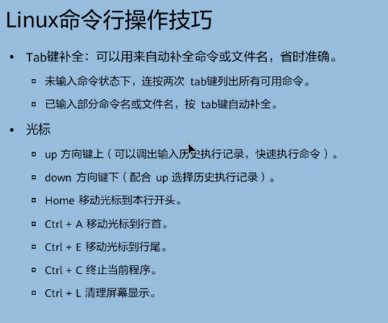 Linux命令行操作技巧
• Tab键补全：可以用来自动补全命令或文件名，省时准确。
▫ 未输入命令状态下，连按两次 tab键列出所有可用命令。
▫ 已输入部分命令名或文件名，按 tab键自动补全。
• 光标
▫ up 方向键上（可以调出输入历史执行记录，快速执行命令）。
▫ down 方向键下（配合 up 选择历史执行记录）。
▫ Home 移动光标到本行开头。
▫ Ctrl + A 移动光标到行首。
▫ Ctrl + E 移动光标到行尾。
▫ Ctrl + C 终止当前程序。
▫ Ctrl + L 清理屏幕显示。